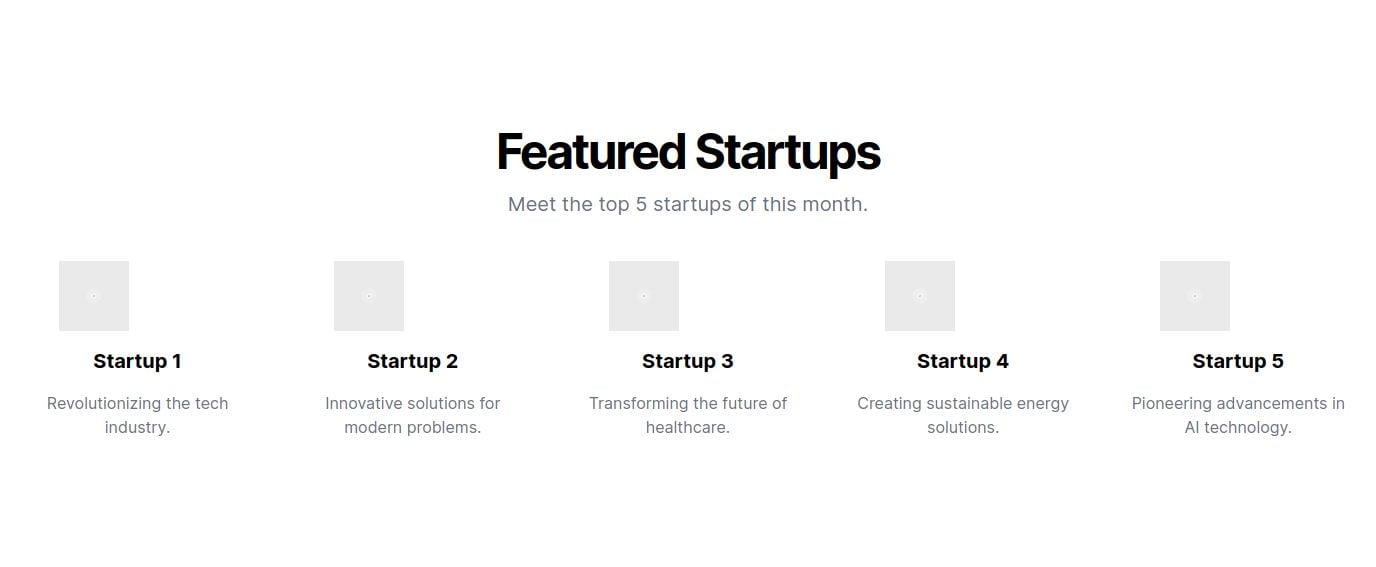 Featured Startups
Meet the top 5 startups of this month.
Startup 1
Revolutionizing the tech
industry.
Startup 2
Innovative solutions for
modern problems.
Startup 3
Transforming the future of
healthcare.
Startup 4
Creating sustainable energy
solutions.
Startup 5
Pioneering advancements in
AI technology.